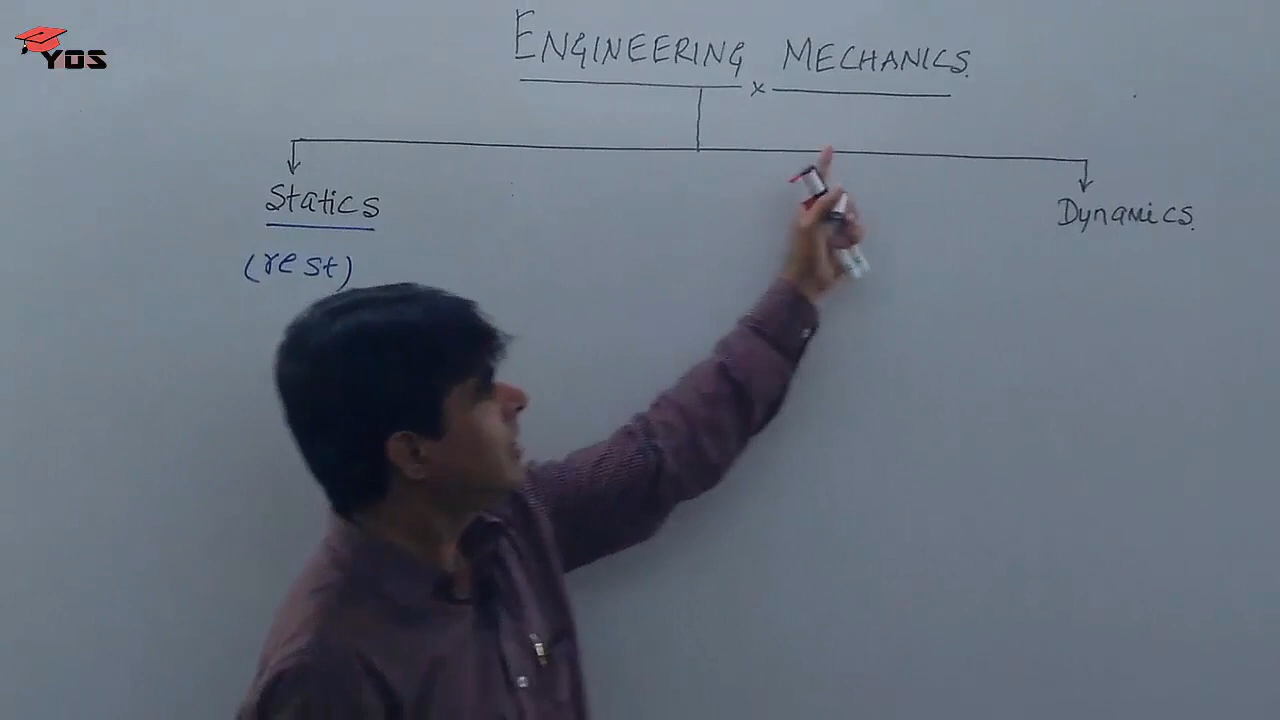 YOS
ENGINEERING MECHANICS.
x
Statics
Dynamics.
(rest)